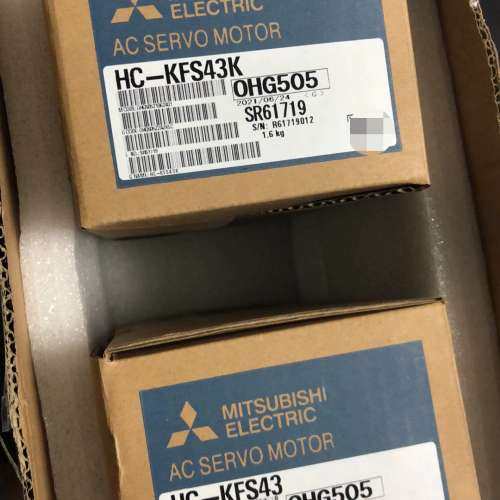 ELECTRIC
AC SERVO MOTOR
HC-KFS43K
OHG505
2021/06/24 (G)
SR61719
S/N: R61719012
1.6 kg
MITSUBISHI
ELECTRIC
AC SERVO MOTOR
HC-KFS43
OHG505